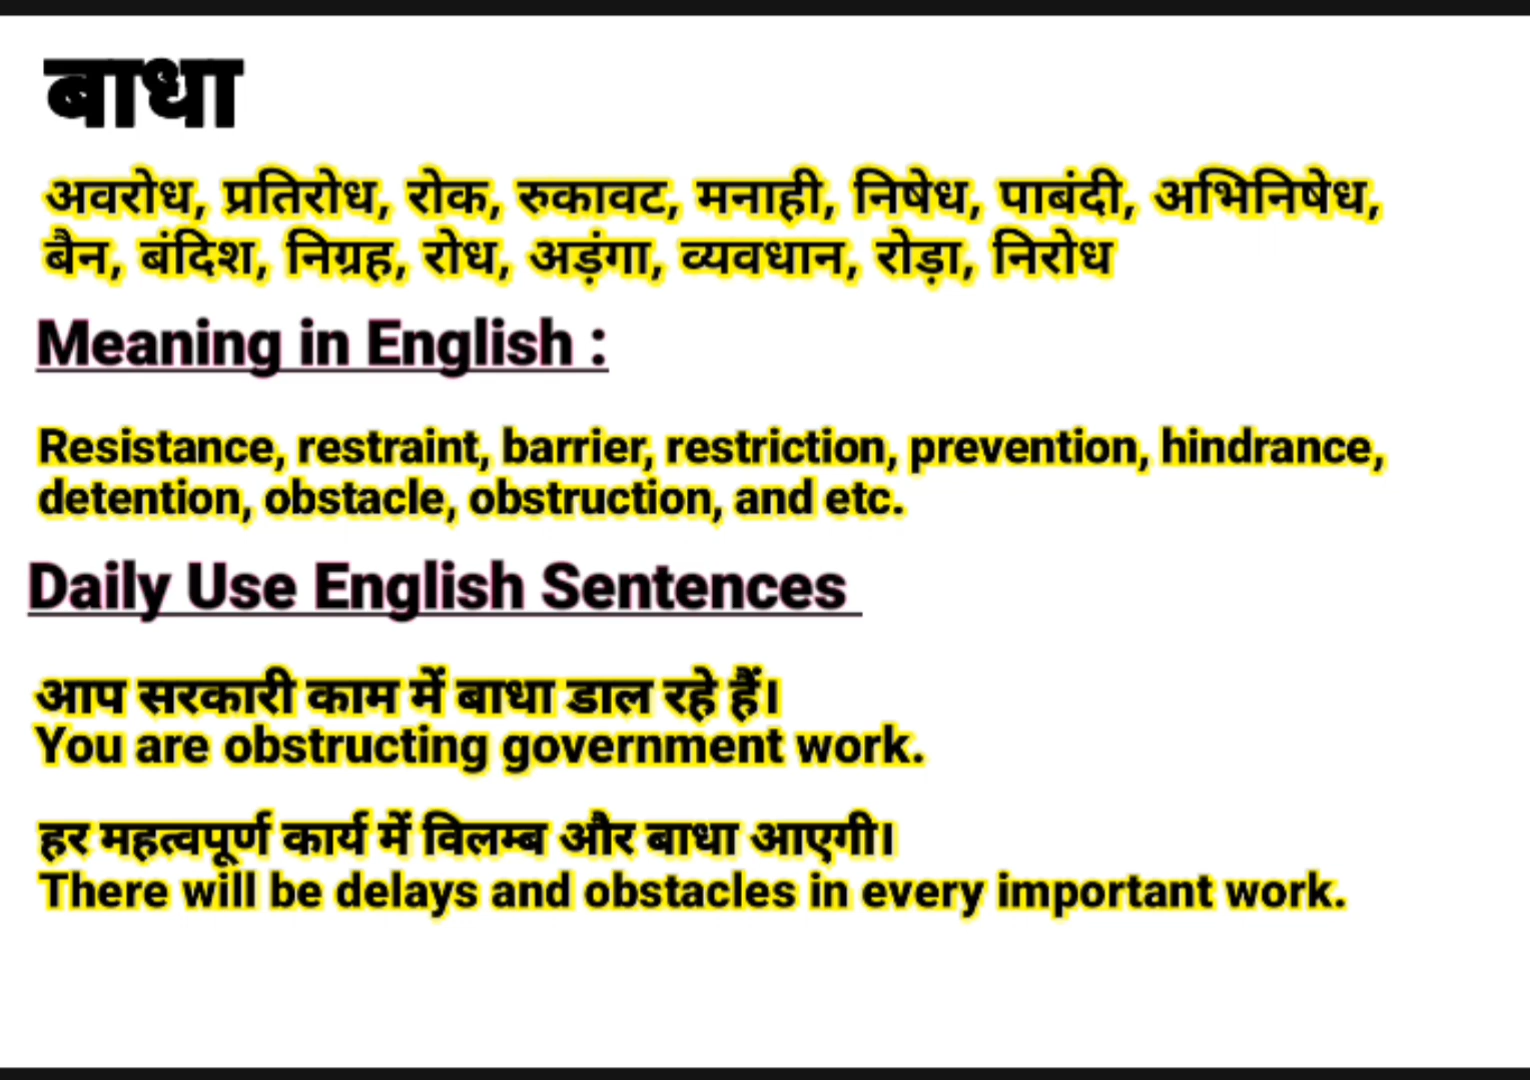 बाधा
अवरोध, प्रतिरोध, रोक, रुकावट, मनाही, निषेध, पाबंदी, अभिनिषेध,
बैन, बंदिश, निग्रह, रोध, अड़ंगा, व्यवधान, रोड़ा, निरोध
Meaning in English :
Resistance, restraint, barrier, restriction, prevention, hindrance,
detention, obstacle, obstruction, and etc.
Daily Use English Sentences
आप सरकारी काम में बाधा डाल रहे हैं।
You are obstructing government work.
हर महत्वपूर्ण कार्य में विलम्ब और बाधा आएगी।
There will be delays and obstacles in every important work.